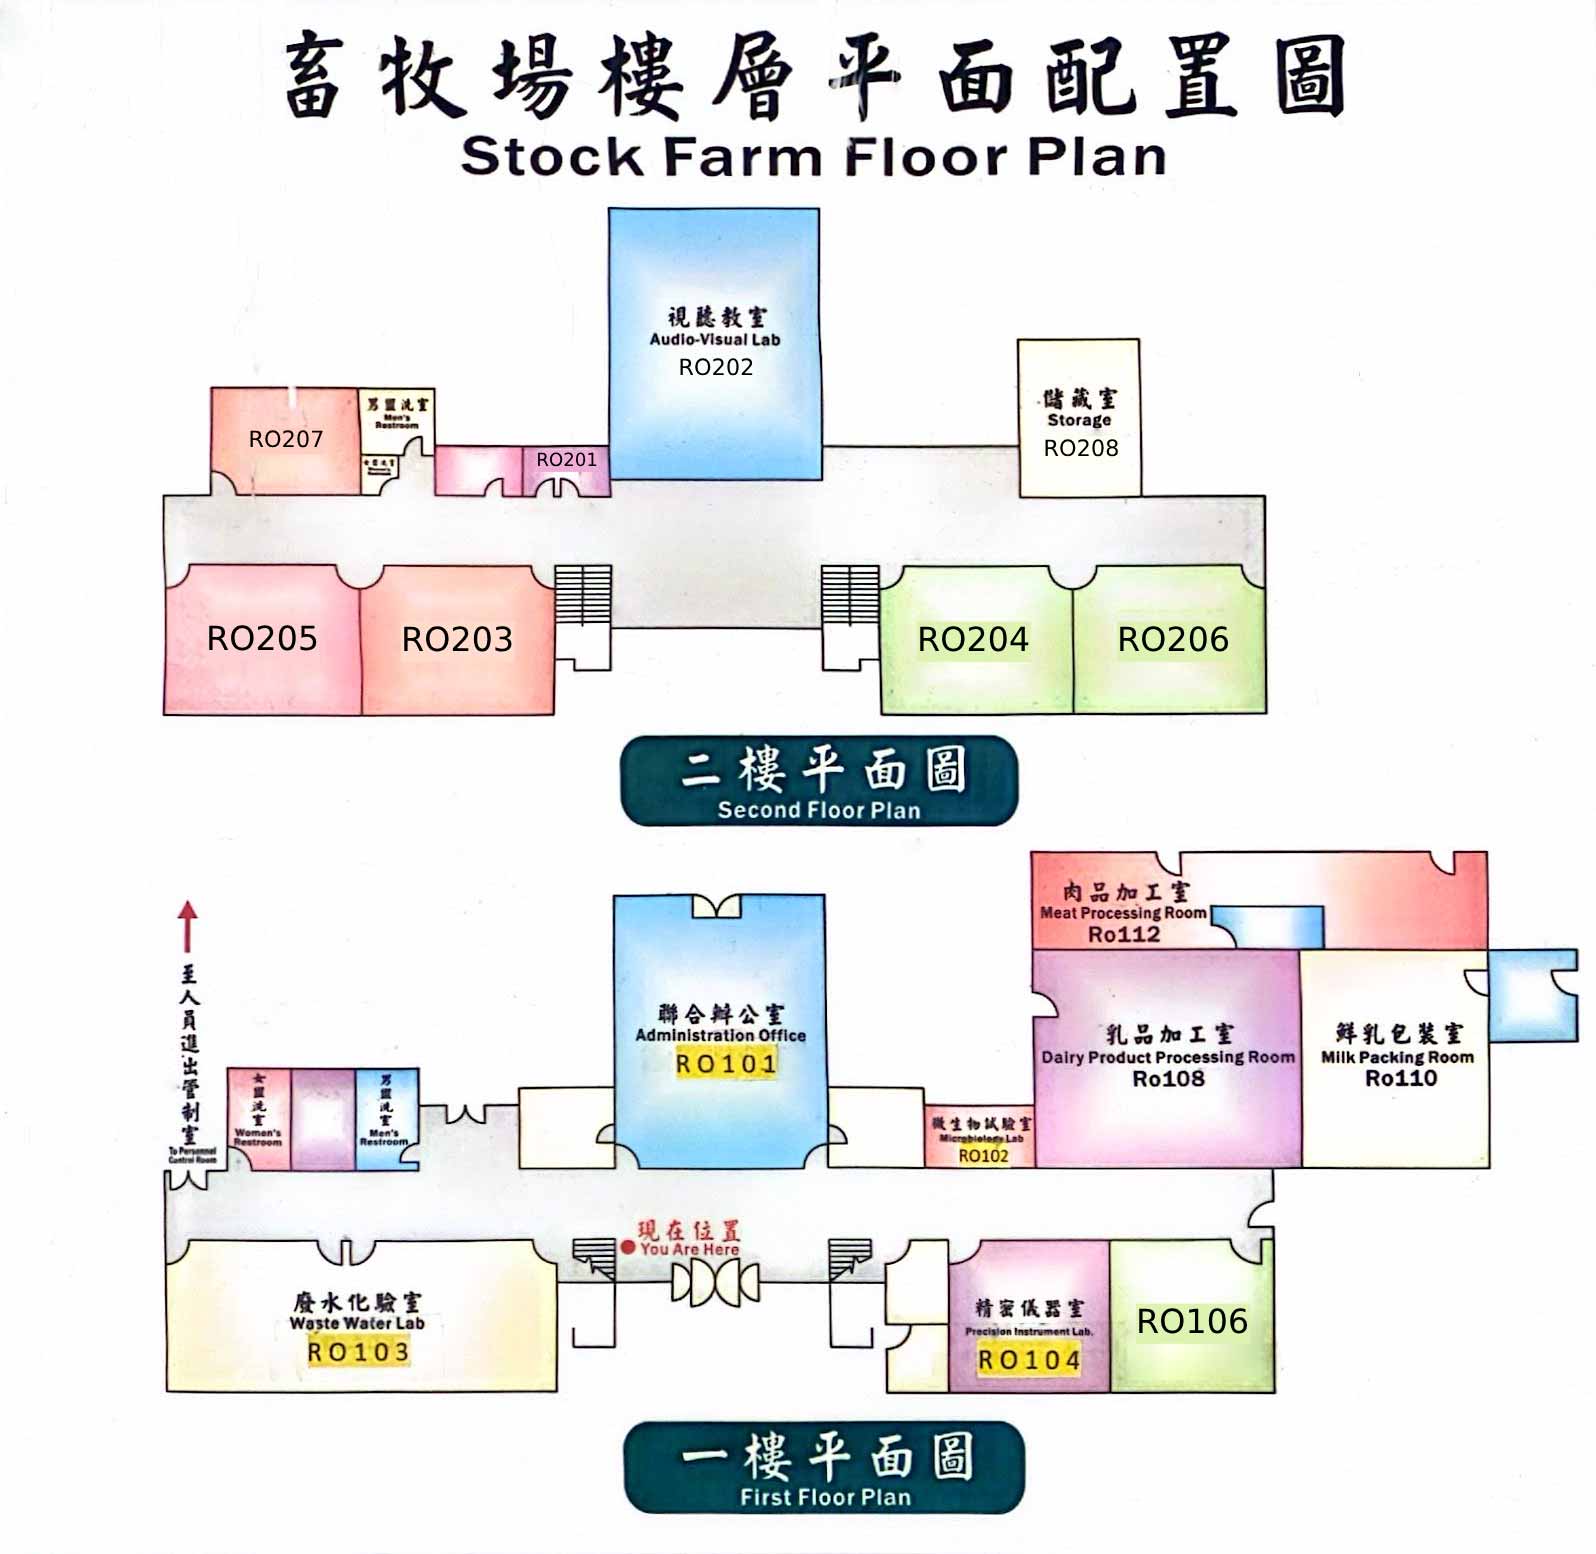 畜牧場樓層平面配置圖
Stock Farm Floor Plan
視聽教室
Audio-Visual Lab
RO202
儲藏室
Storage
RO208
RO207
男盥洗室
Men's
Restroom
女盥洗室
RO201
RO205
RO203
RO204
RO206
二樓平面圖
Second Floor Plan
肉品加工室
Meat Processing Room
Ro112
至人員進出管制室
To Personnel
Control Room
聯合辦公室
Administration Office
RO101
乳品加工室
Dairy Product Processing Room
Ro108
鮮乳包裝室
Milk Packing Room
Ro110
女盥洗室
Women's
Restroom
男盥洗室
Men's
Restroom
微生物試驗室
Microbiology Lab
RO102
現在位置
You Are Here
廢水化驗室
Waste Water Lab
RO103
精密儀器室
Precision Instrument Lab.
RO104
RO106
一樓平面圖
First Floor Plan